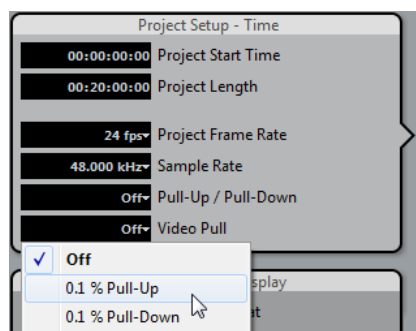 Project Setup - Time
00:00:00:00 Project Start Time
00:20:00:00 Project Length
24 fps Project Frame Rate
48.000 kHz Sample Rate
Off Pull-Up / Pull-Down
Off Video Pull
✓ Off
0.1 % Pull-Up
0.1 % Pull-Down